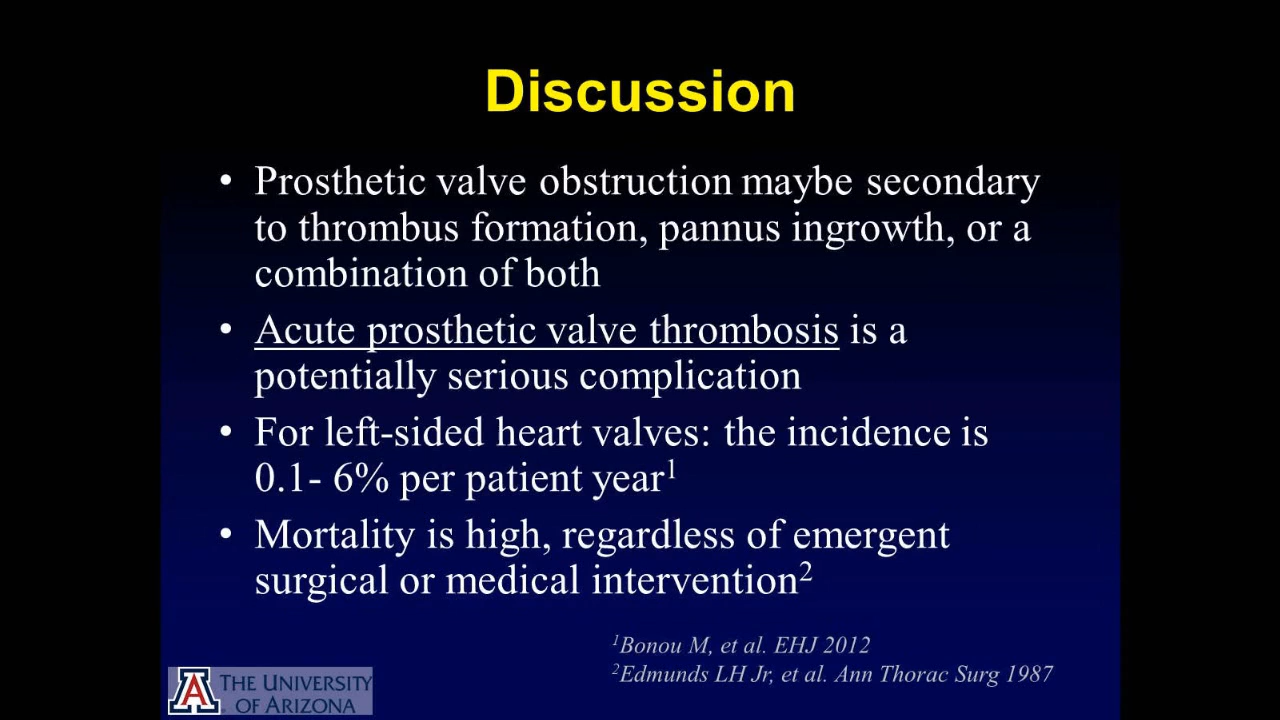 Discussion
• Prosthetic valve obstruction maybe secondary
to thrombus formation, pannus ingrowth, or a
combination of both
• Acute prosthetic valve thrombosis is a
potentially serious complication
• For left-sided heart valves: the incidence is
0.1- 6% per patient year¹
• Mortality is high, regardless of emergent
surgical or medical intervention²
¹Bonou M, et al. EHJ 2012
²Edmunds LH Jr, et al. Ann Thorac Surg 1987
A
THE UNIVERSITY
OF ARIZONA